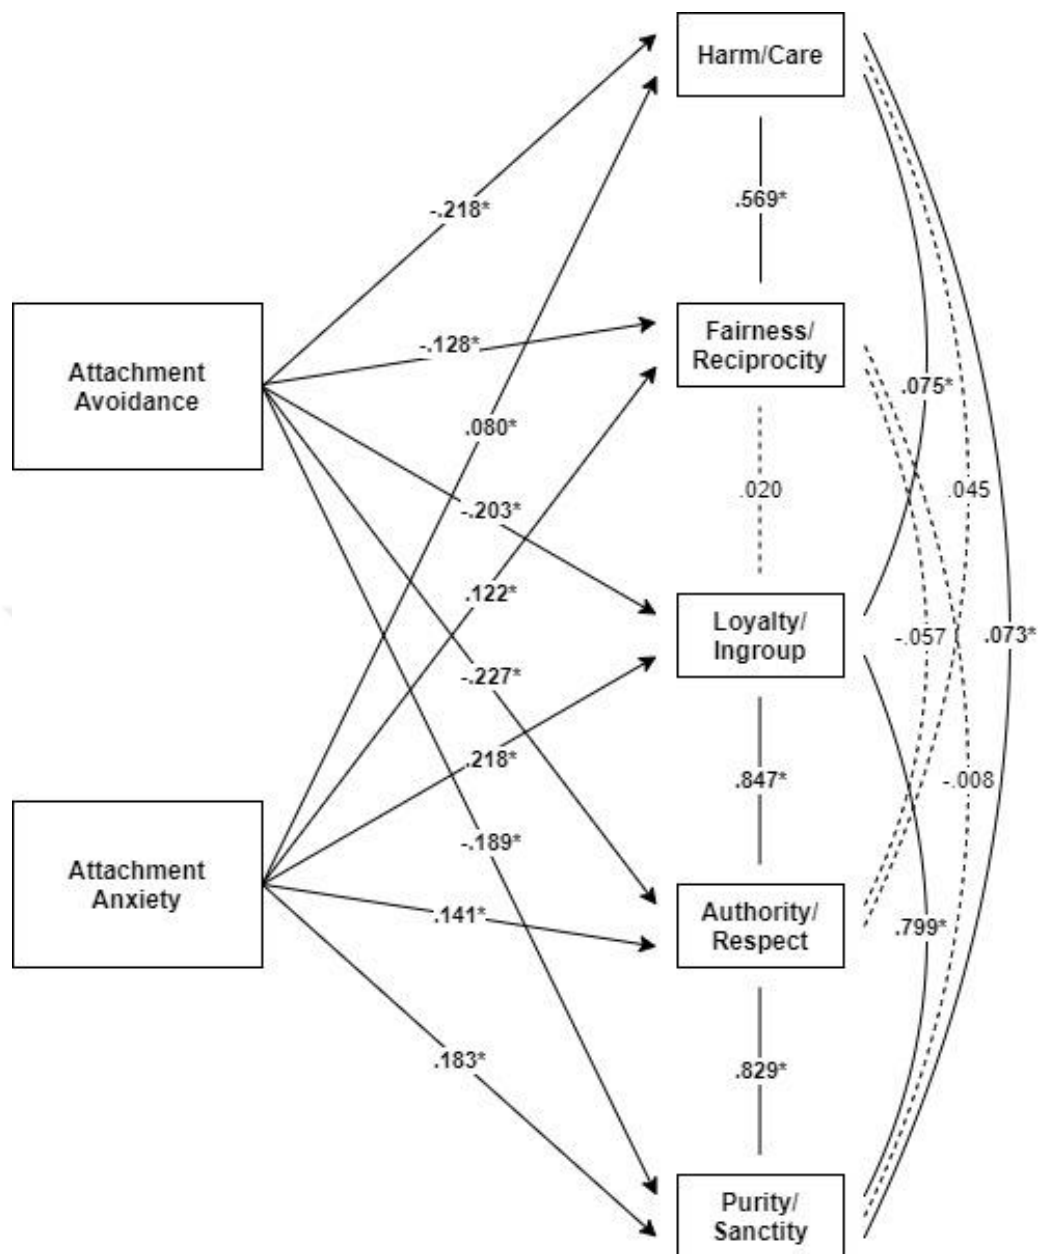 Harm/Care
-.218*
.569*
Fairness/
Reciprocity
-.128*
Attachment
Avoidance
.075*
.080*
.020
.045
-.203*
.122*
Loyalty/
Ingroup
-.057
.073*
-.227*
.218*
.847*
-.008
-.189*
Attachment
Anxiety
.141*
Authority/
Respect
.799*
.183*
.829*
Purity/
Sanctity